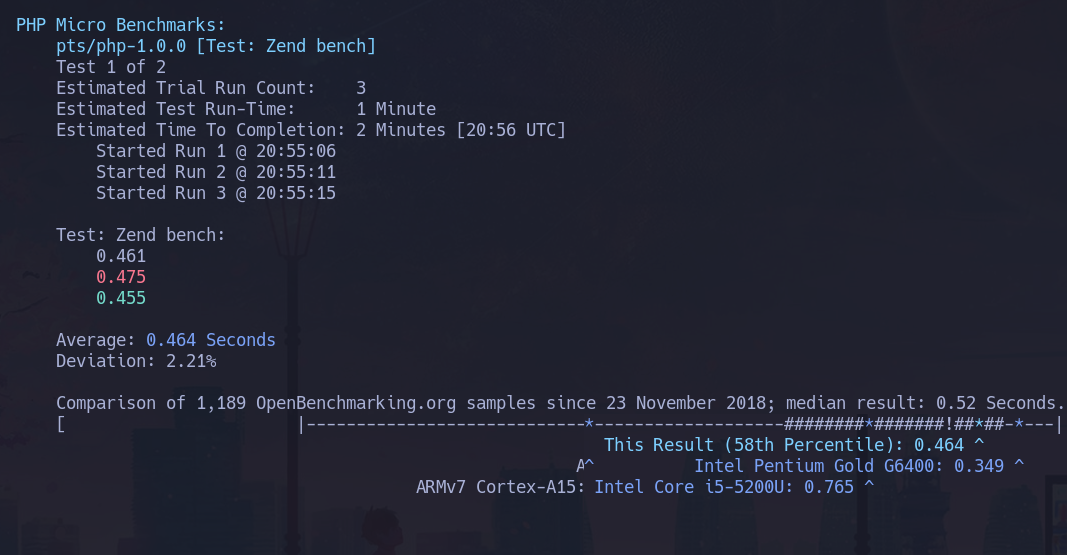 PHP Micro Benchmarks:
pts/php-1.0.0 [Test: Zend bench]
Test 1 of 2
Estimated Trial Run Count:    3
Estimated Test Run-Time:      1 Minute
Estimated Time To Completion: 2 Minutes [20:56 UTC]
Started Run 1 @ 20:55:06
Started Run 2 @ 20:55:11
Started Run 3 @ 20:55:15
Test: Zend bench:
0.461
0.475
0.455
Average: 0.464 Seconds
Deviation: 2.21%
Comparison of 1,189 OpenBenchmarking.org samples since 23 November 2018; median result: 0.52 Seconds.
[                       |----------------------------*-------------------########*#######!##*##-*---|
This Result (58th Percentile): 0.464 ^
A^          Intel Pentium Gold G6400: 0.349 ^
ARMv7 Cortex-A15: Intel Core i5-5200U: 0.765 ^